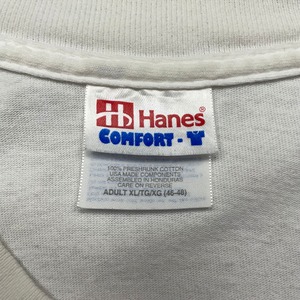 Hanes®
COMFORT-T
100% PRESHRUNK COTTON
USA MADE COMPONENTS
ASSEMBLED IN HONDURAS
CARE ON REVERSE
ADULT XL/TG/XG (46-48)